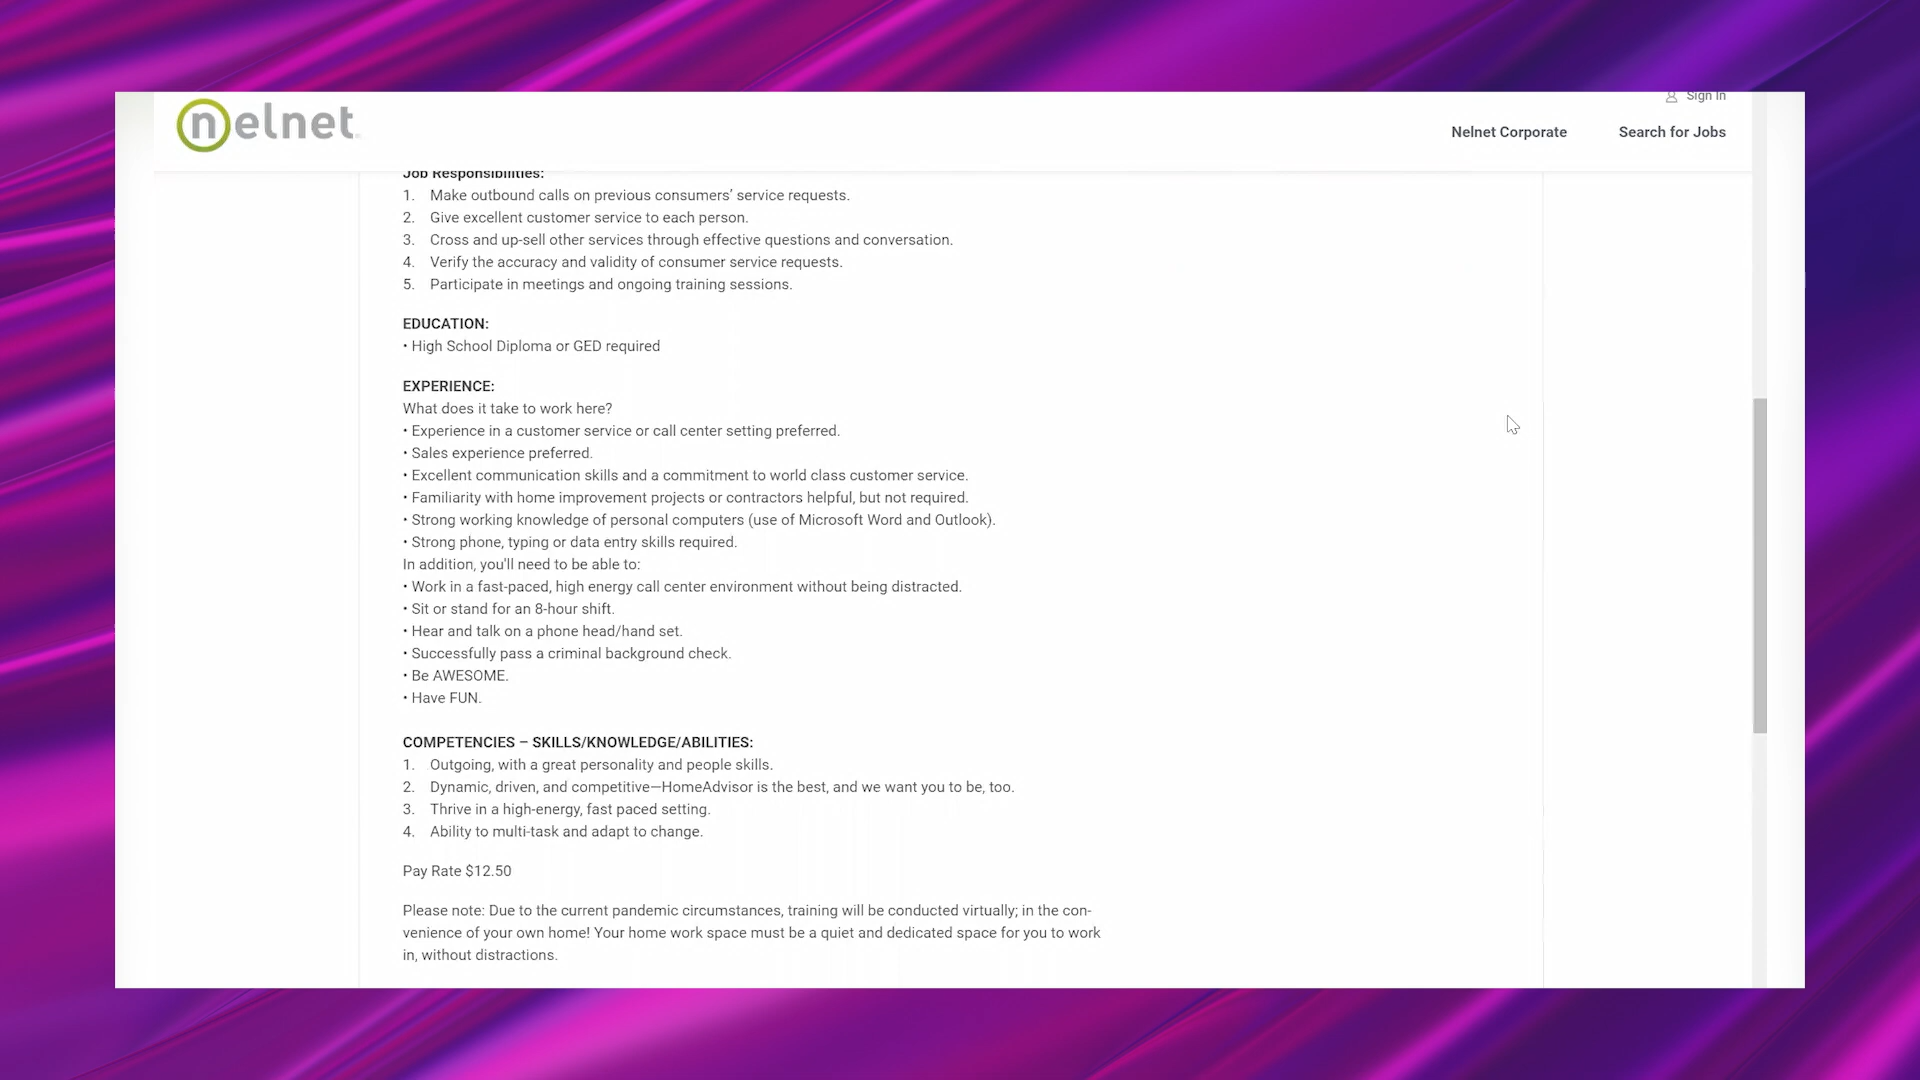 Sign In
nelnet
Nelnet Corporate
Search for Jobs
Job Responsibilities:
1. Make outbound calls on previous consumers’ service requests.
2. Give excellent customer service to each person.
3. Cross and up-sell other services through effective questions and conversation.
4. Verify the accuracy and validity of consumer service requests.
5. Participate in meetings and ongoing training sessions.
EDUCATION:
• High School Diploma or GED required
EXPERIENCE:
What does it take to work here?
• Experience in a customer service or call center setting preferred.
• Sales experience preferred.
• Excellent communication skills and a commitment to world class customer service.
• Familiarity with home improvement projects or contractors helpful, but not required.
• Strong working knowledge of personal computers (use of Microsoft Word and Outlook).
• Strong phone, typing or data entry skills required.
In addition, you'll need to be able to:
• Work in a fast-paced, high energy call center environment without being distracted.
• Sit or stand for an 8-hour shift.
• Hear and talk on a phone head/hand set.
• Successfully pass a criminal background check.
• Be AWESOME.
• Have FUN.
COMPETENCIES – SKILLS/KNOWLEDGE/ABILITIES:
1. Outgoing, with a great personality and people skills.
2. Dynamic, driven, and competitive—HomeAdvisor is the best, and we want you to be, too.
3. Thrive in a high-energy, fast paced setting.
4. Ability to multi-task and adapt to change.
Pay Rate $12.50
Please note: Due to the current pandemic circumstances, training will be conducted virtually; in the con-
venience of your own home! Your home work space must be a quiet and dedicated space for you to work
in, without distractions.